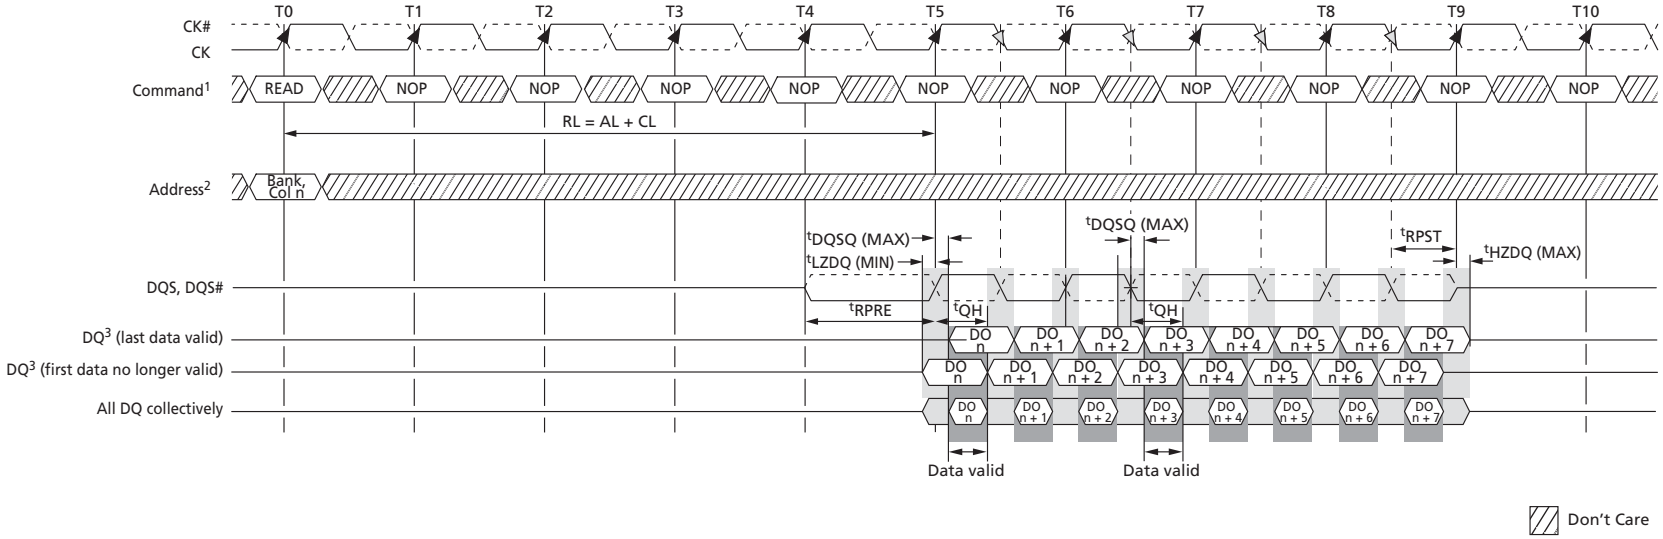 T0 T1 T2 T3 T4 T5 T6 T7 T8 T9 T10
CK#
CK
Command1 READ NOP NOP NOP NOP NOP NOP NOP NOP NOP NOP
RL = AL + CL
Address2 Bank, Col n
tDQSQ (MAX) tDQSQ (MAX) tRPST
tLZDQ (MIN) tHZDQ (MAX)
DQS, DQS#
tRPRE tQH tQH
DQ3 (last data valid) DO n DO n + 1 DO n + 2 DO n + 3 DO n + 4 DO n + 5 DO n + 6 DO n + 7
DQ3 (first data no longer valid) DO n DO n + 1 DO n + 2 DO n + 3 DO n + 4 DO n + 5 DO n + 6 DO n + 7
All DQ collectively DO n DO n + 1 DO n + 2 DO n + 3 DO n + 4 DO n + 5 DO n + 6 DO n + 7
Data valid Data valid
Don't Care